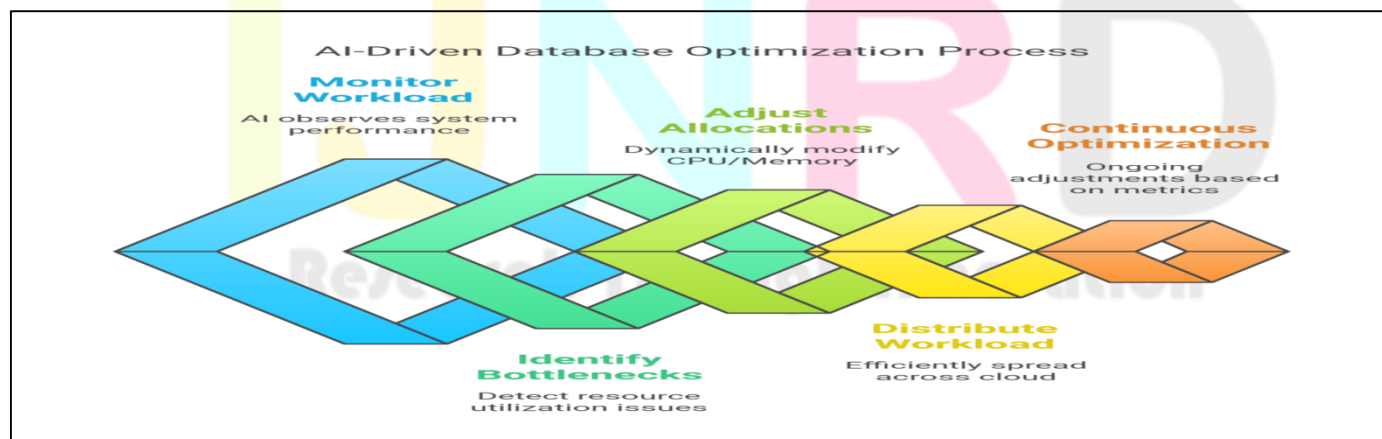 AI-Driven Database Optimization Process
Monitor
Workload
AI observes system
performance
Identify
Bottlenecks
Detect resource
utilization issues
Adjust
Allocations
Dynamically modify
CPU/Memory
Distribute
Workload
Efficiently spread
across cloud
Continuous
Optimization
Ongoing
adjustments based
on metrics
IJNRD